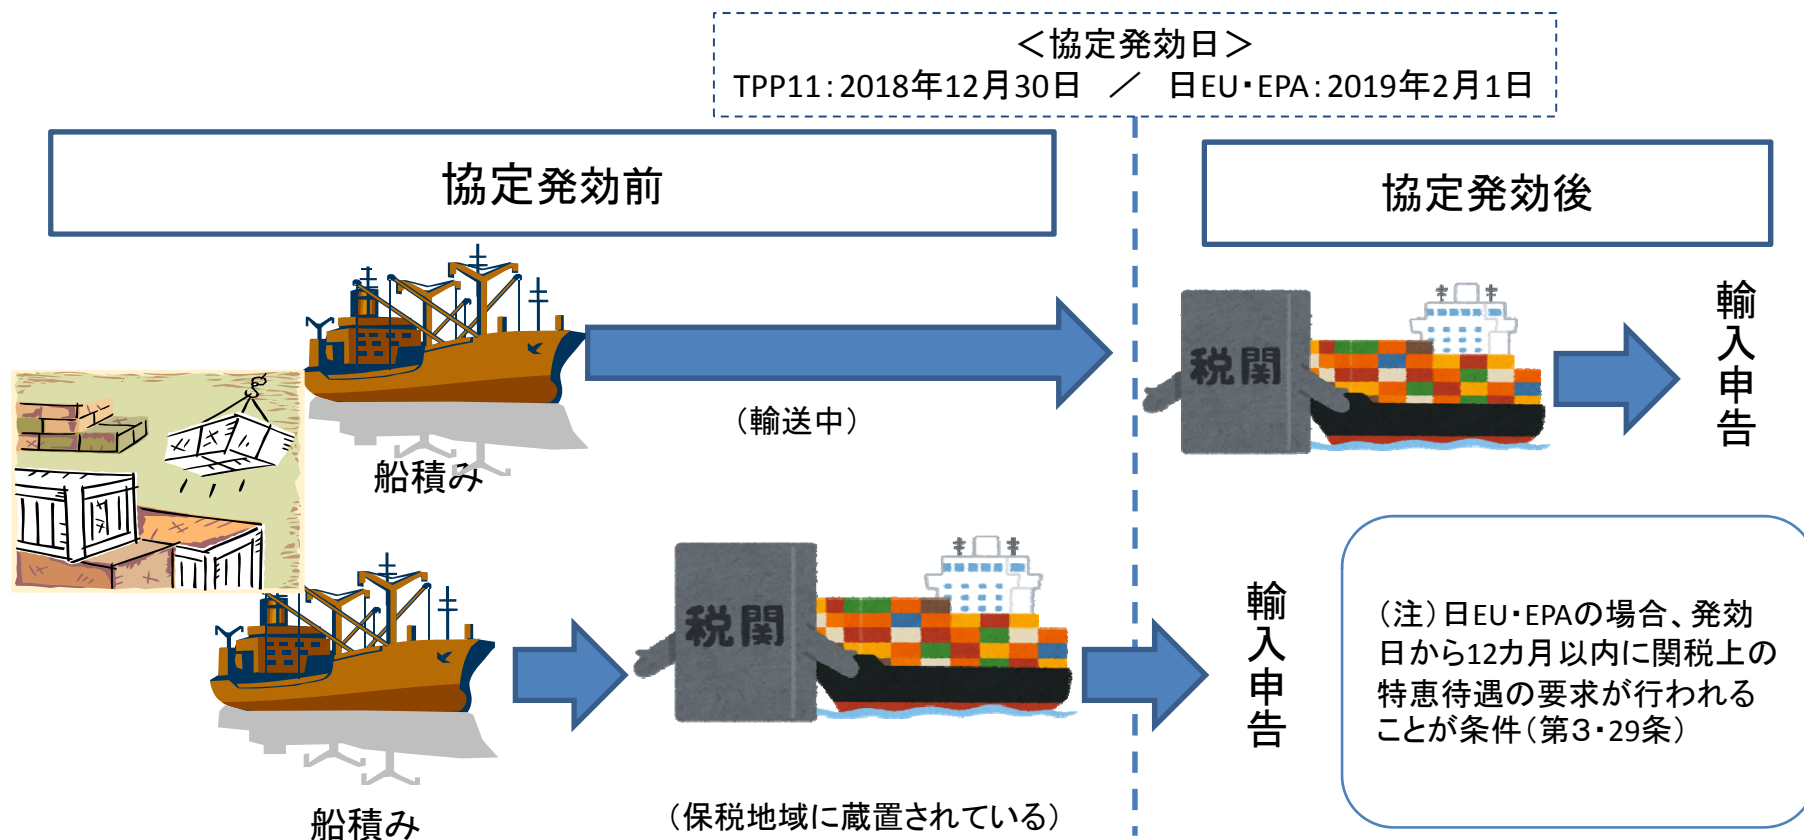 ＜協定発効日＞
TPP11：2018年12月30日　／　日EU・EPA：2019年2月1日
協定発効前
協定発効後
税関
輸入申告
（輸送中）
船積み
税関
輸入申告
（注）日EU・EPAの場合、発効
日から12カ月以内に関税上の
特恵待遇の要求が行われる
ことが条件（第３・29条）
船積み
（保税地域に蔵置されている）